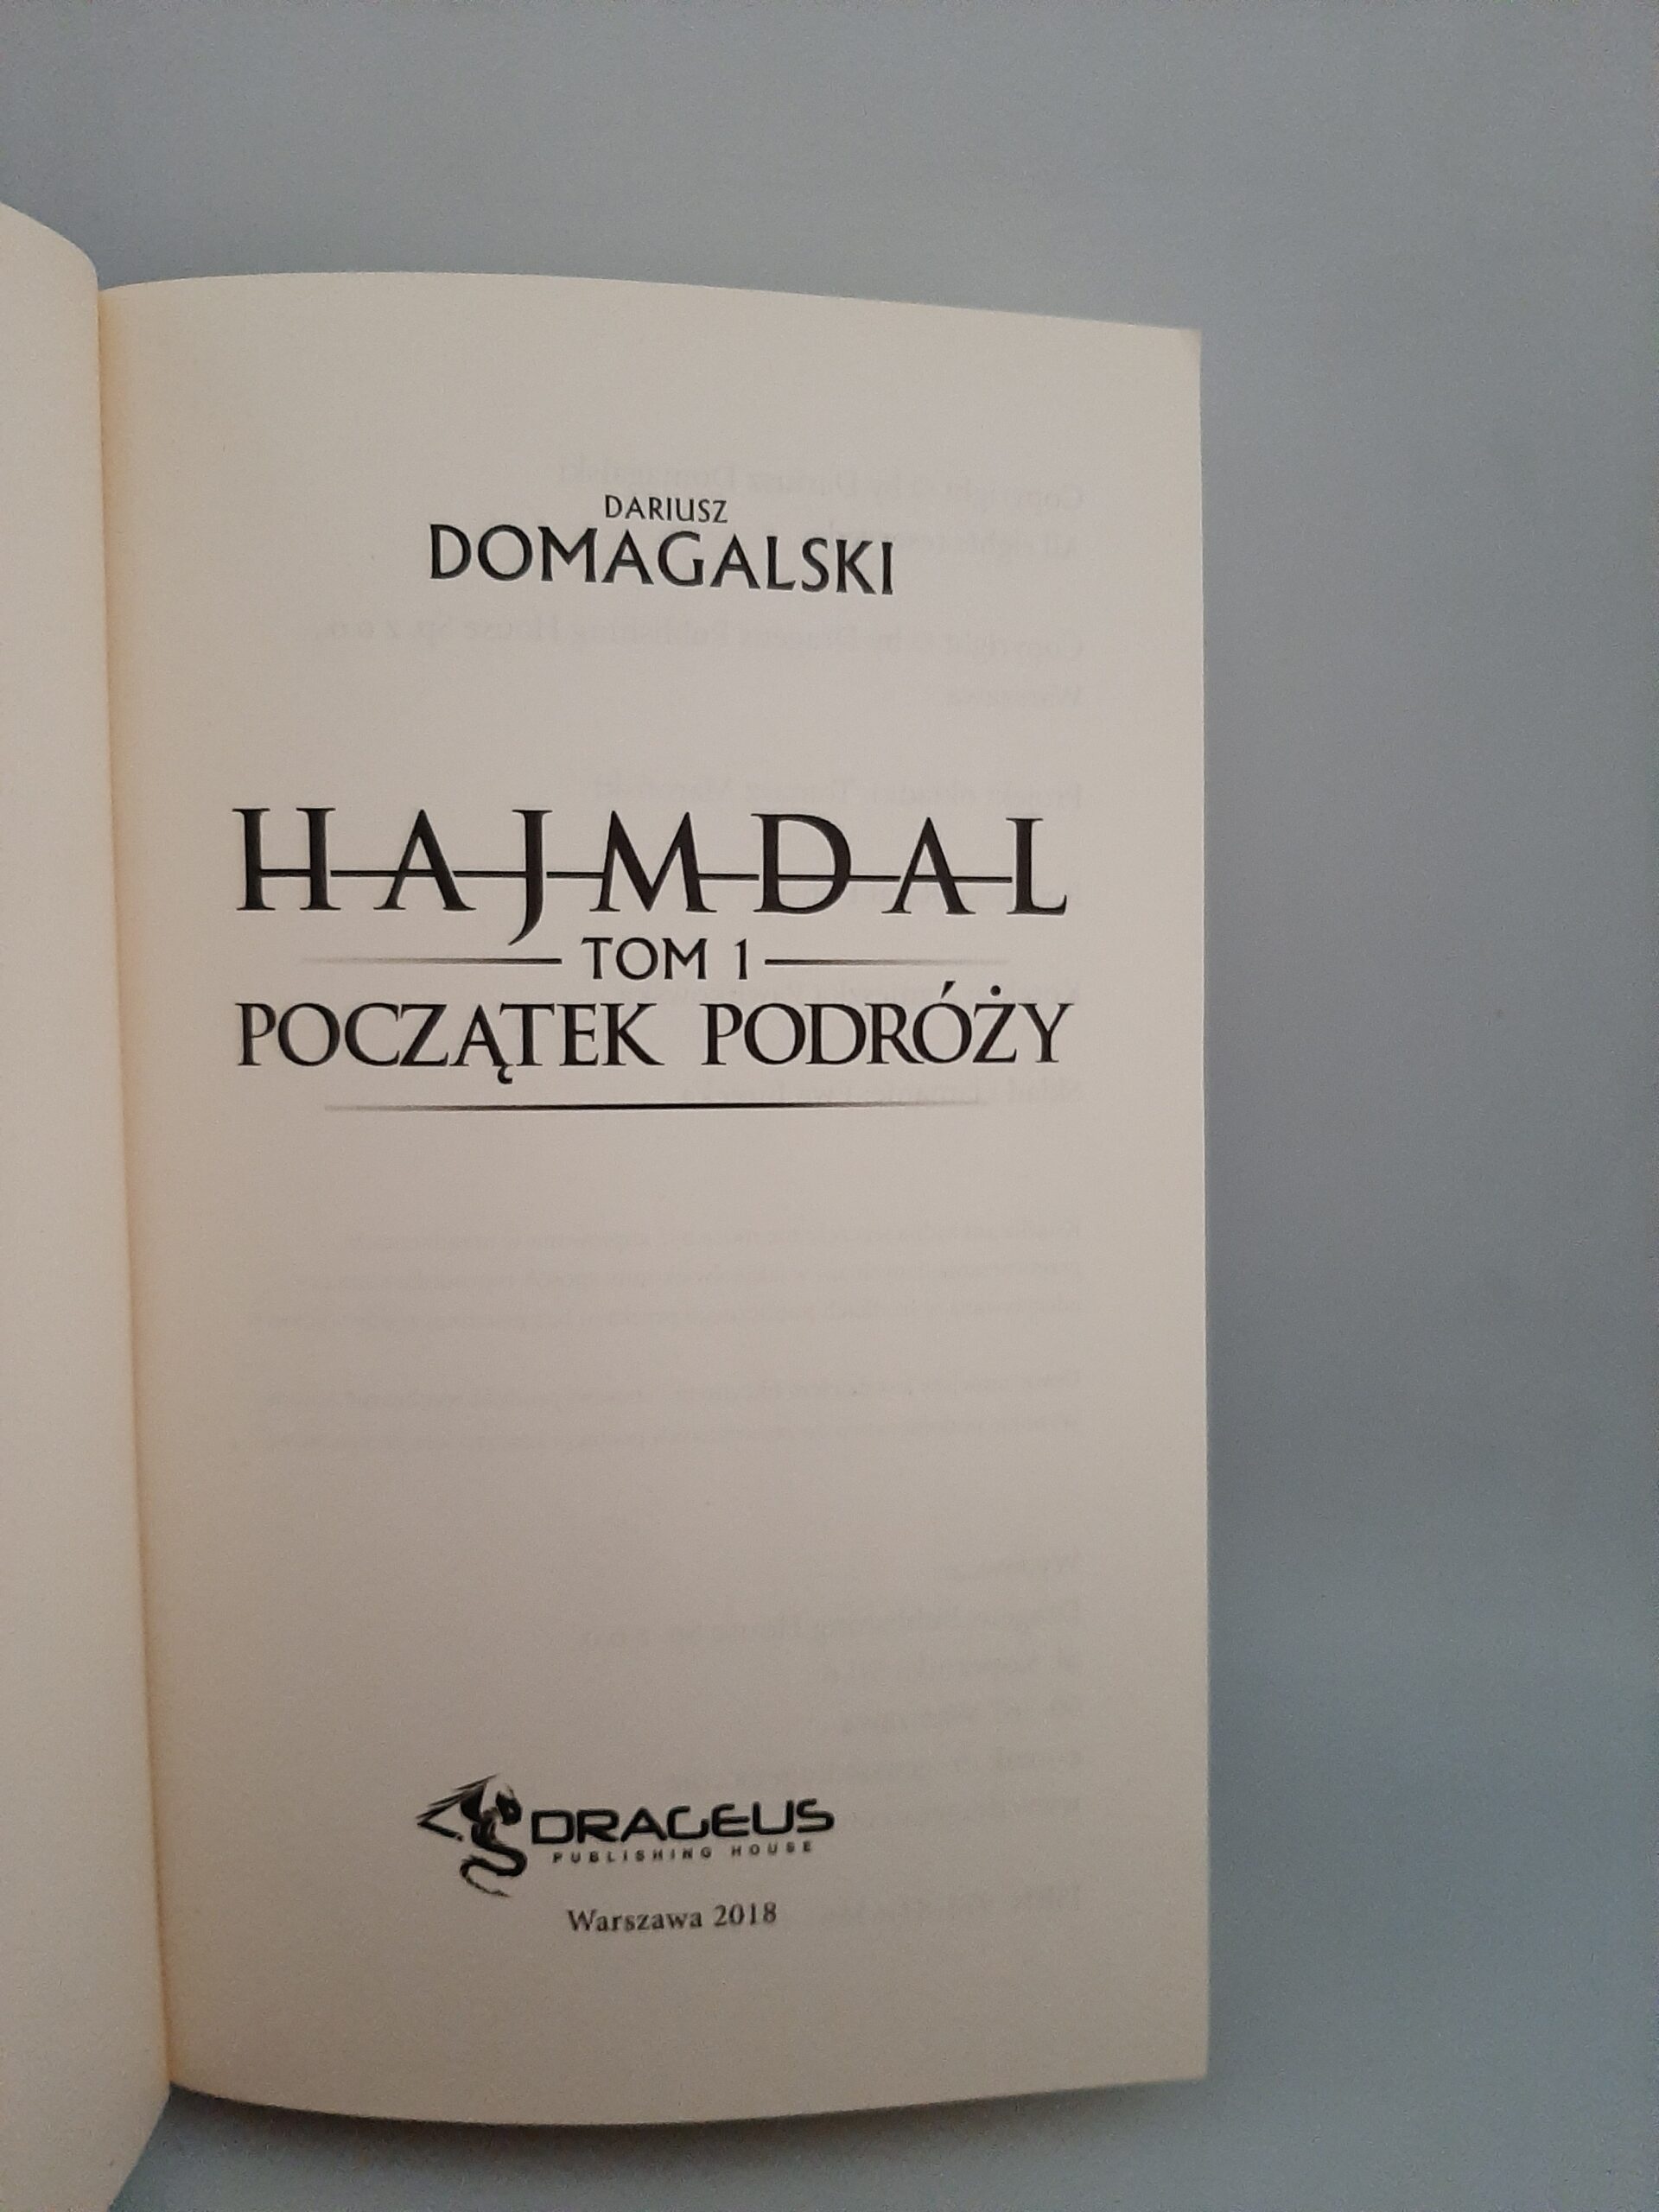 DARIUSZ
DOMAGALSKI
HAJMDAL
TOM 1
POCZĄTEK PODRÓŻY
DRAGEUS
PUBLISHING HOUSE
Warszawa 2018